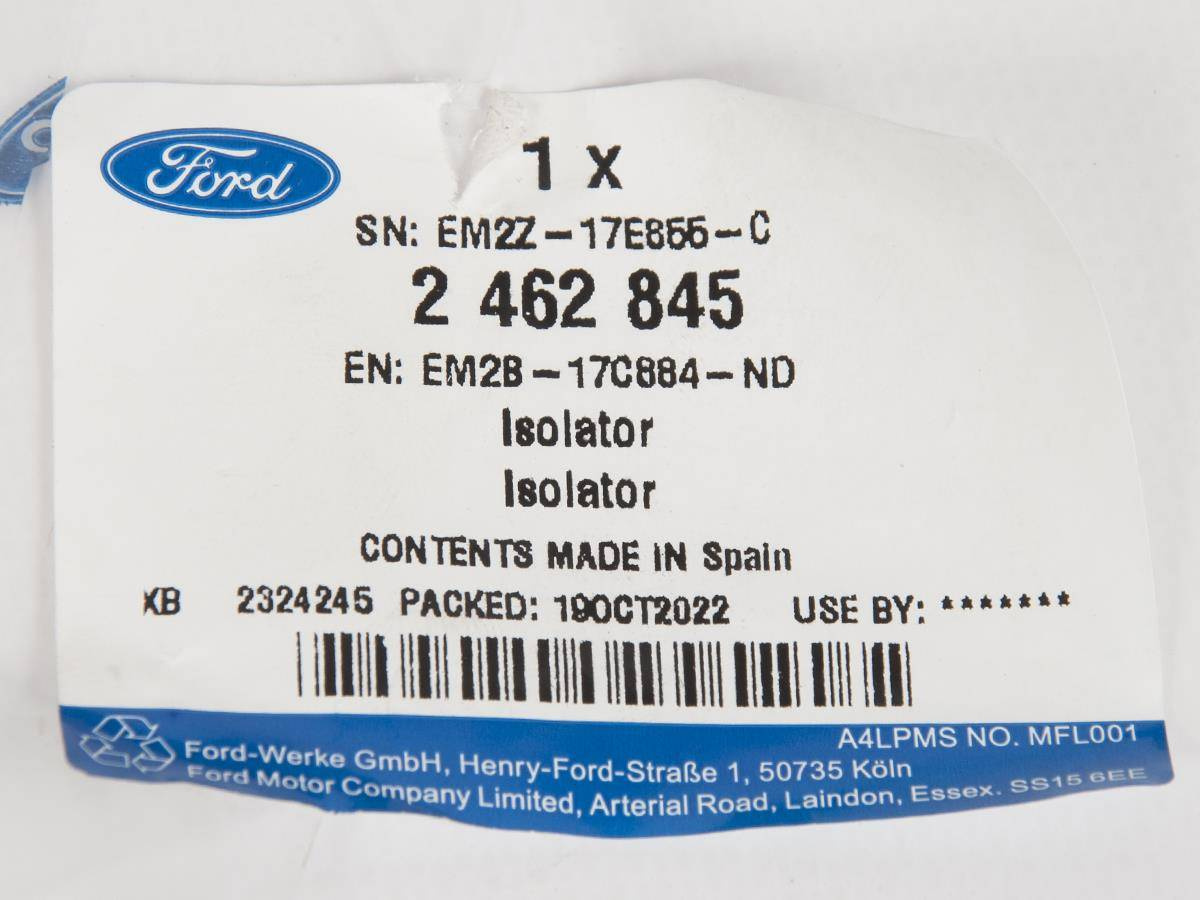 Ford
1 x
SN: EM2Z-17E855-C
2 462 845
EN: EM2B-17C884-ND
Isolator
Isolator
CONTENTS MADE IN Spain
XB 2324245 PACKED: 19OCT2022 USE BY: *******
A4LPMS NO. MFL001
Ford-Werke GmbH, Henry-Ford-Straße 1, 50735 Köln
Ford Motor Company Limited, Arterial Road, Laindon, Essex. SS15 6EE